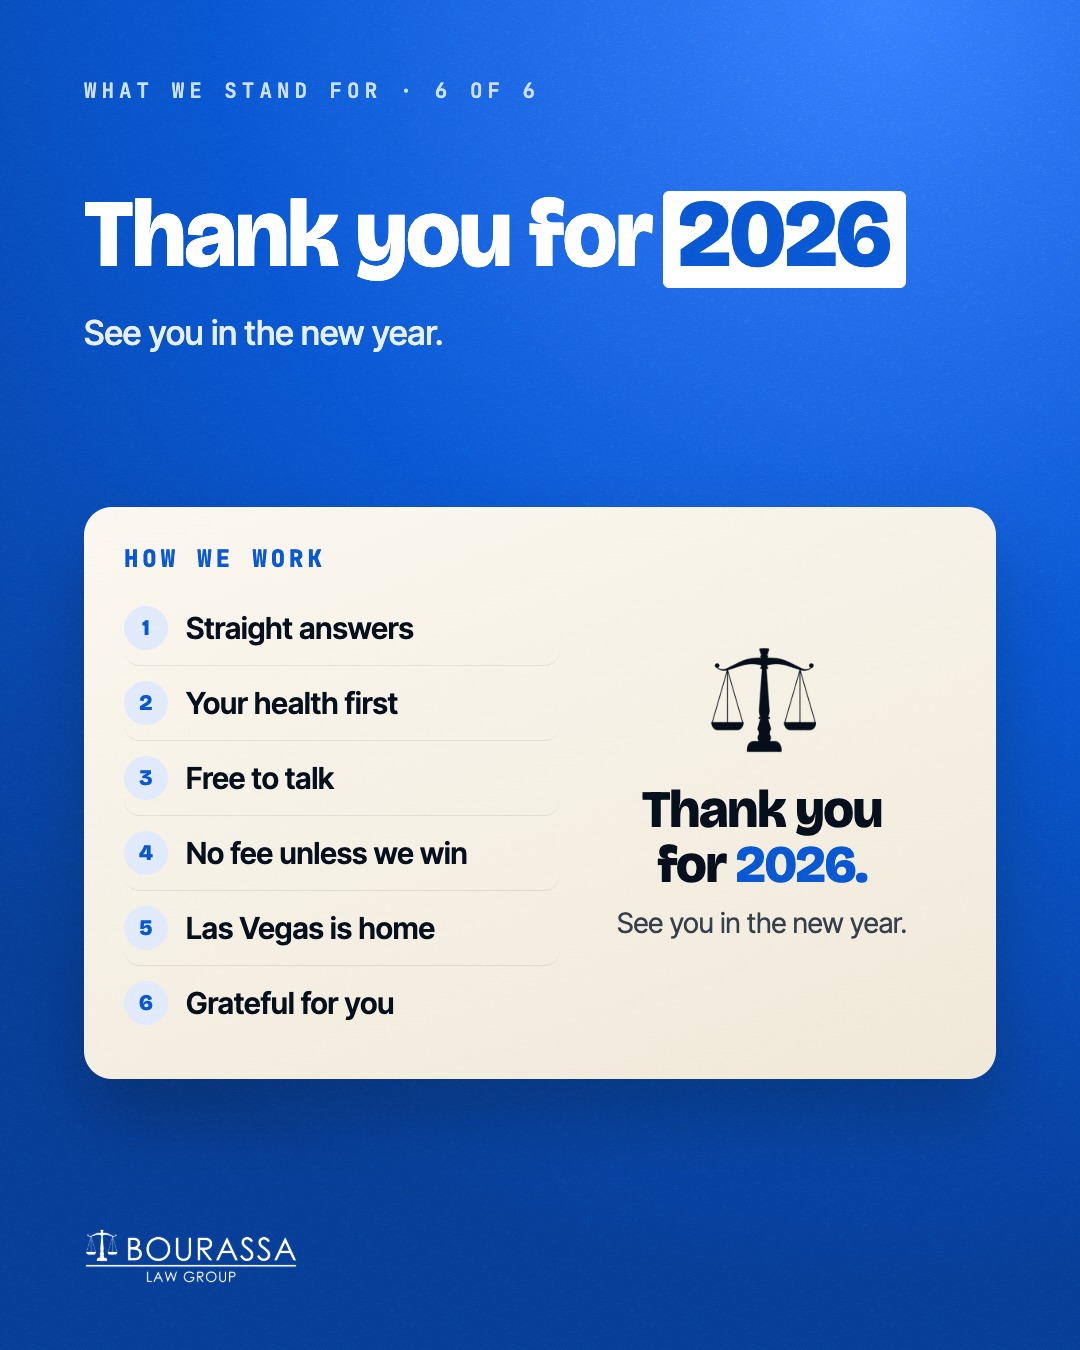 WHAT WE STAND FOR · 6 OF 6
Thank you for 2026
See you in the new year.
HOW WE WORK
1 Straight answers
2 Your health first
3 Free to talk
4 No fee unless we win
5 Las Vegas is home
6 Grateful for you
Thank you
for 2026.
See you in the new year.
BOURASSA
LAW GROUP